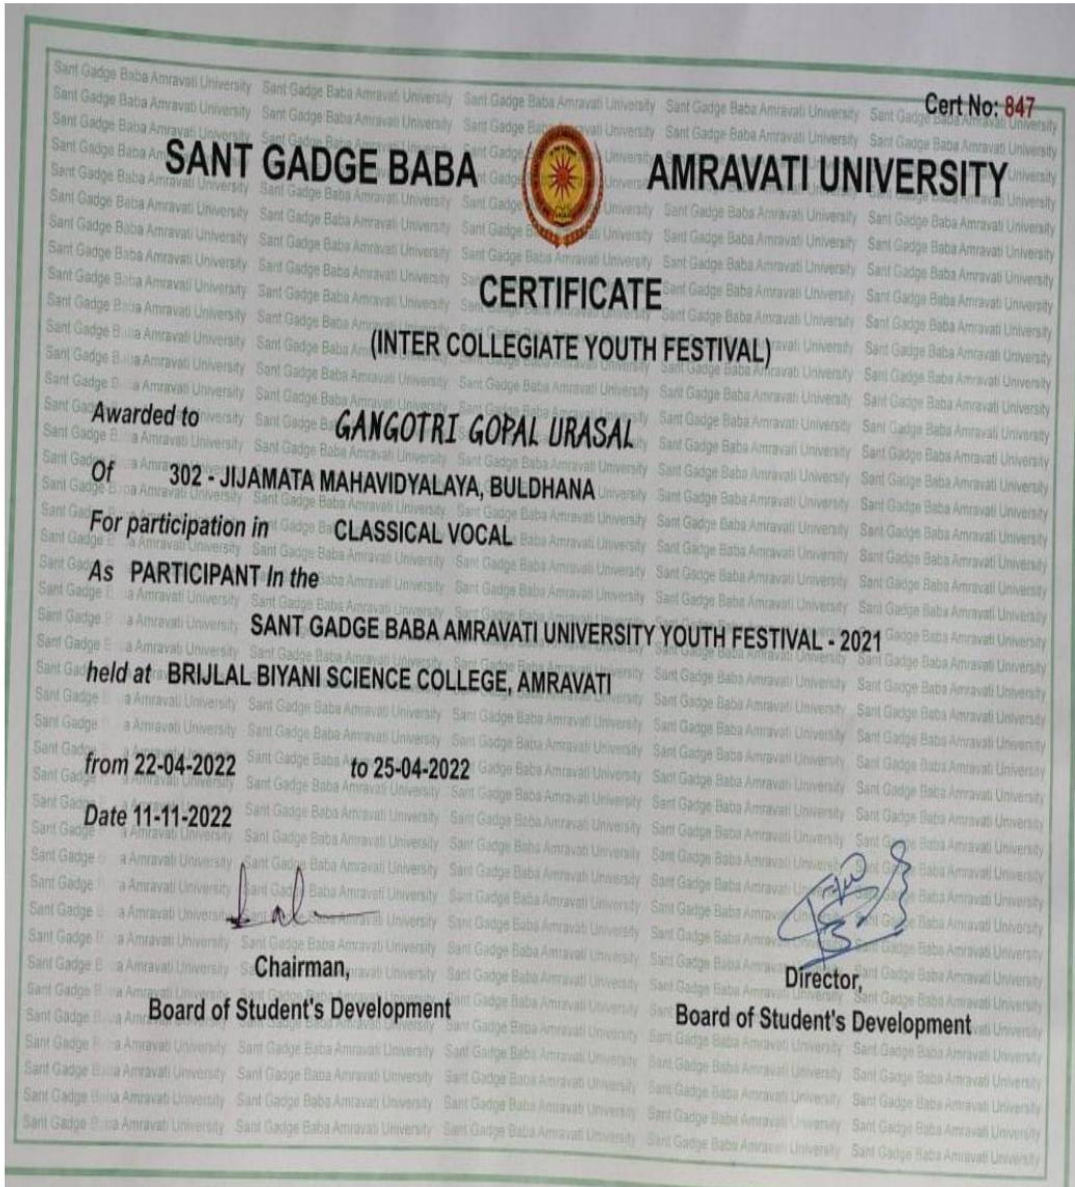 Cert No: 847
SANT GADGE BABA AMRAVATI UNIVERSITY
CERTIFICATE
(INTER COLLEGIATE YOUTH FESTIVAL)
Awarded to GANGOTRI GOPAL URASAL
Of 302 - JIJAMATA MAHAVIDYALAYA, BULDHANA
For participation in CLASSICAL VOCAL
As PARTICIPANT In the
SANT GADGE BABA AMRAVATI UNIVERSITY YOUTH FESTIVAL - 2021
held at BRIJLAL BIYANI SCIENCE COLLEGE, AMRAVATI
from 22-04-2022 to 25-04-2022
Date 11-11-2022
Chairman, Director,
Board of Student's Development Board of Student's Development